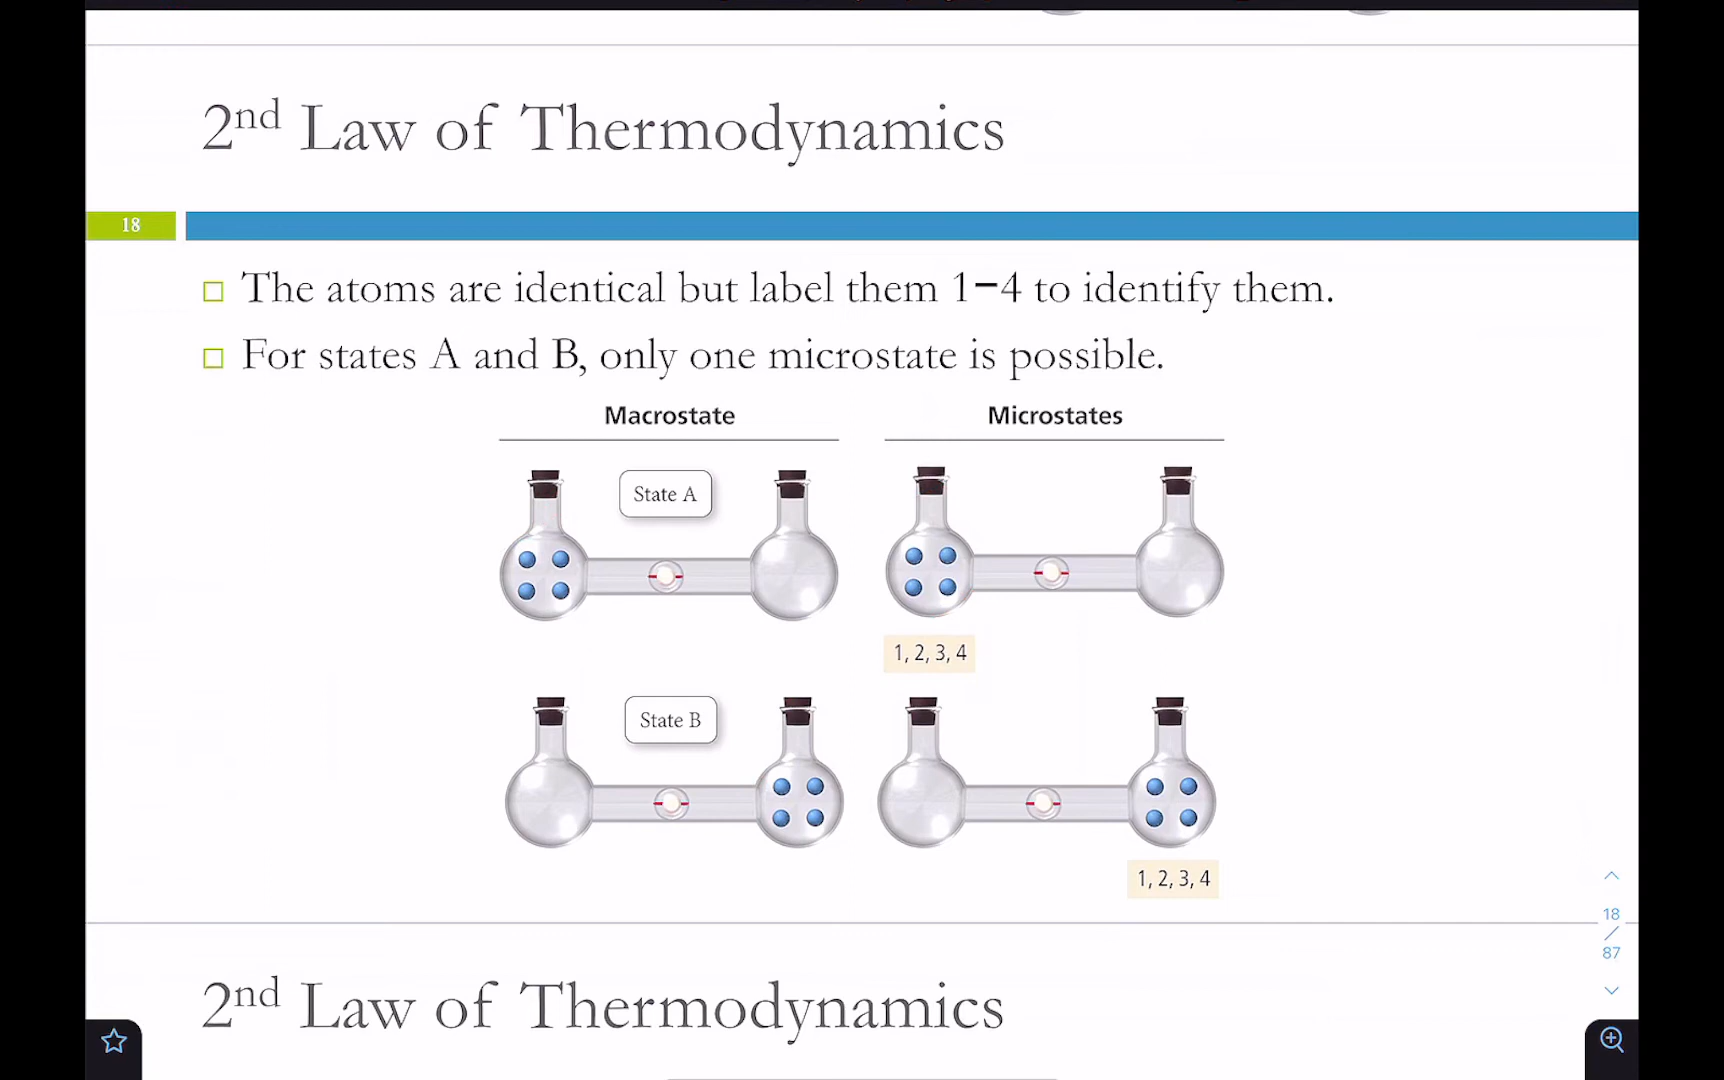 2nd Law of Thermodynamics
18
The atoms are identical but label them 1−4 to identify them.
For states A and B, only one microstate is possible.
Macrostate
Microstates
State A
1, 2, 3, 4
State B
1, 2, 3, 4
18
/
87
2nd Law of Thermodynamics